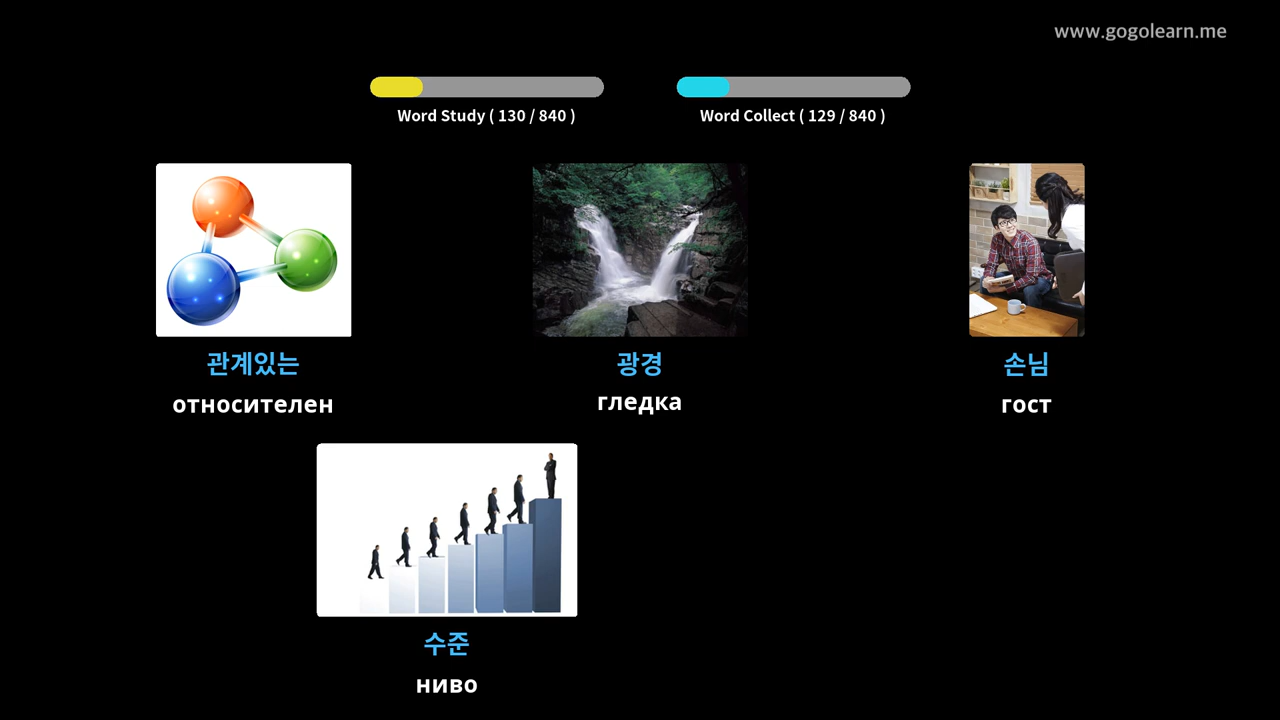 www.gogolearn.me
Word Study ( 130 / 840 )
Word Collect ( 129 / 840 )
관계있는
относителен
광경
гледка
손님
гост
수준
ниво